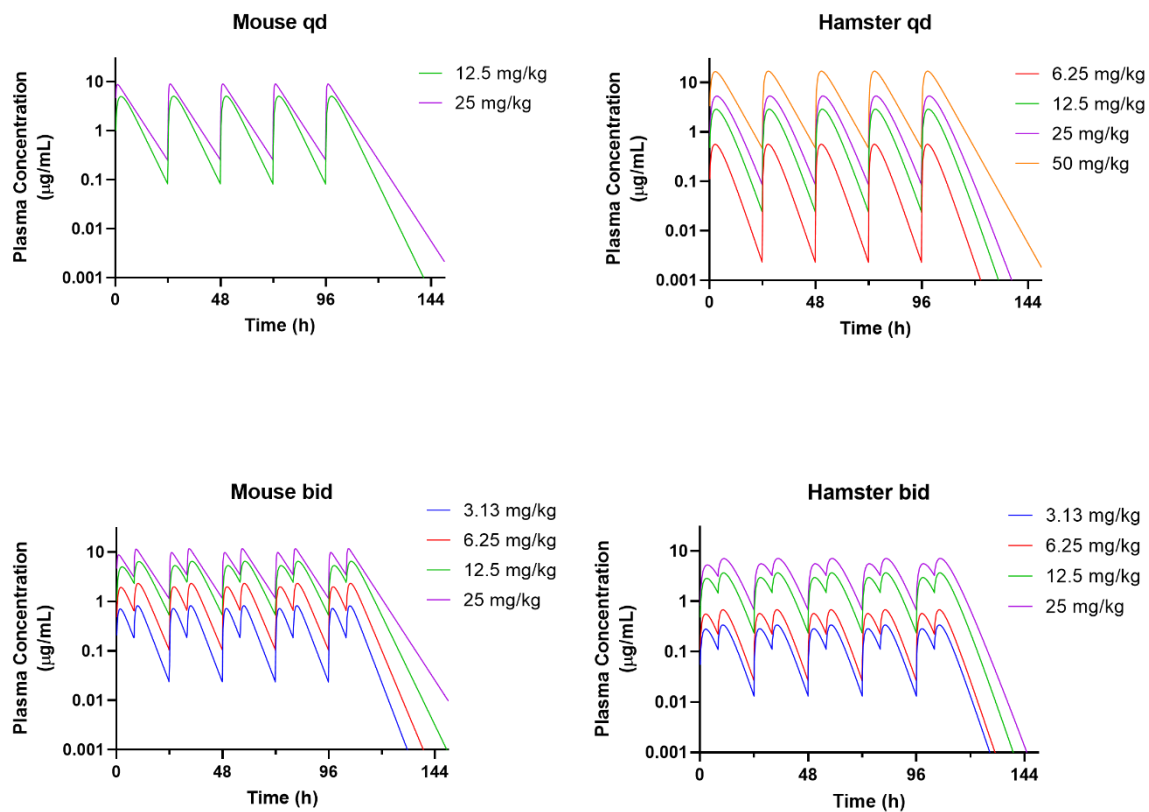 Mouse qd
12.5 mg/kg
25 mg/kg
Plasma Concentration
(µg/mL)
10
1
0.1
0.01
0.001
0
48
96
144
Time (h)
Hamster qd
6.25 mg/kg
12.5 mg/kg
25 mg/kg
50 mg/kg
Plasma Concentration
(µg/mL)
10
1
0.1
0.01
0.001
0
48
96
144
Time (h)
Mouse bid
3.13 mg/kg
6.25 mg/kg
12.5 mg/kg
25 mg/kg
Plasma Concentration
(µg/mL)
10
1
0.1
0.01
0.001
0
48
96
144
Time (h)
Hamster bid
3.13 mg/kg
6.25 mg/kg
12.5 mg/kg
25 mg/kg
Plasma Concentration
(µg/mL)
10
1
0.1
0.01
0.001
0
48
96
144
Time (h)